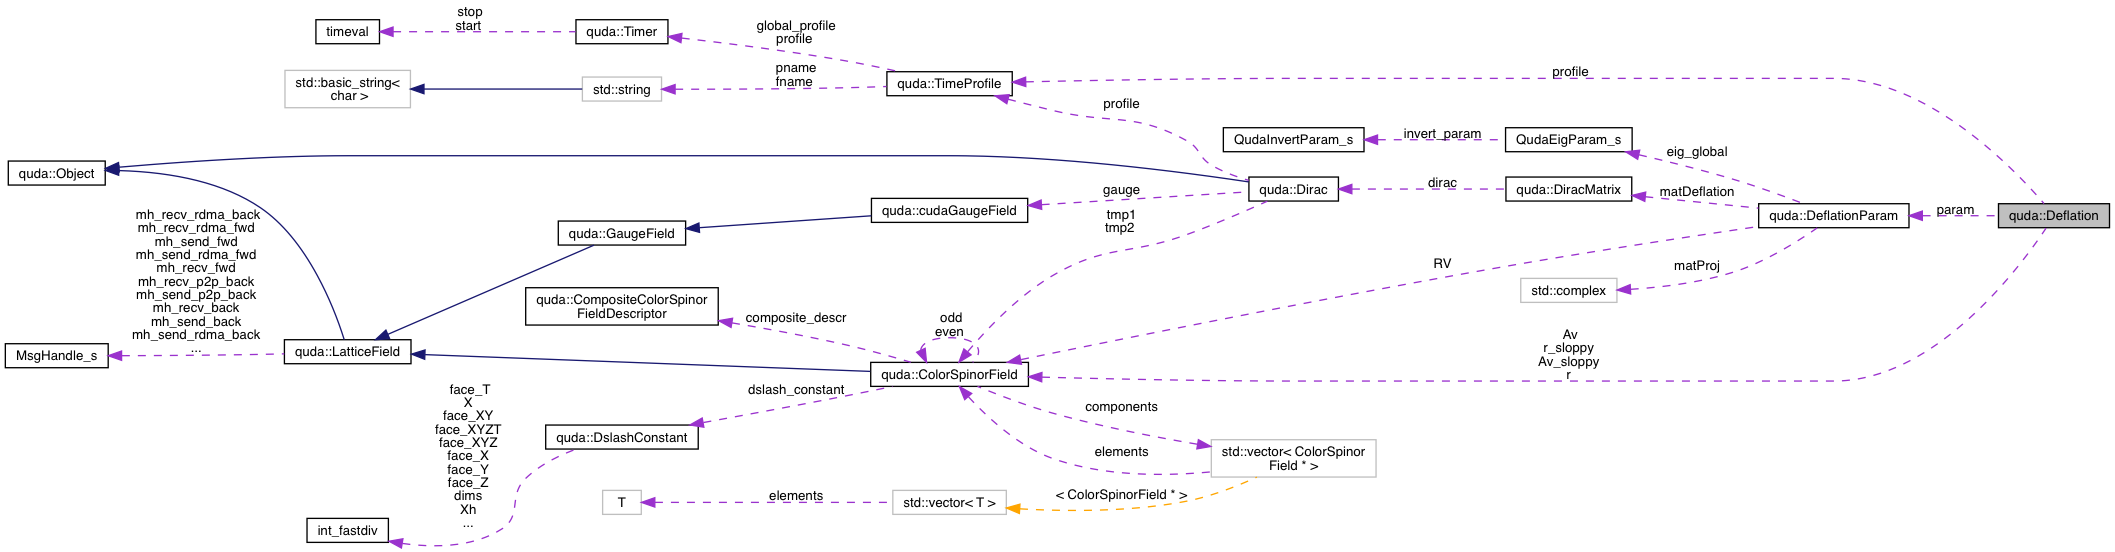 stop
start
timeval
quda::Timer
global_profile
profile
std::basic_string<
char >
std::string
pname
fname
quda::TimeProfile
profile
profile
QudaInvertParam_s
invert_param
QudaEigParam_s
eig_global
quda::Object
quda::Dirac
dirac
quda::DiracMatrix
matDeflation
gauge
quda::cudaGaugeField
quda::DeflationParam
param
quda::Deflation
tmp1
tmp2
quda::GaugeField
mh_recv_rdma_back
mh_recv_rdma_fwd
mh_send_fwd
mh_send_rdma_fwd
mh_recv_fwd
mh_recv_p2p_back
mh_send_p2p_back
mh_recv_back
mh_send_back
mh_send_rdma_back
...
RV
matProj
std::complex
quda::CompositeColorSpinor
FieldDescriptor
composite_descr
odd
even
MsgHandle_s
quda::LatticeField
quda::ColorSpinorField
Av
r_sloppy
Av_sloppy
r
dslash_constant
face_T
X
face_XY
face_XYZT
face_XYZ
face_X
face_Y
face_Z
dims
Xh
...
quda::DslashConstant
components
elements
std::vector< ColorSpinor
Field * >
T
elements
std::vector< T >
< ColorSpinorField * >
int_fastdiv